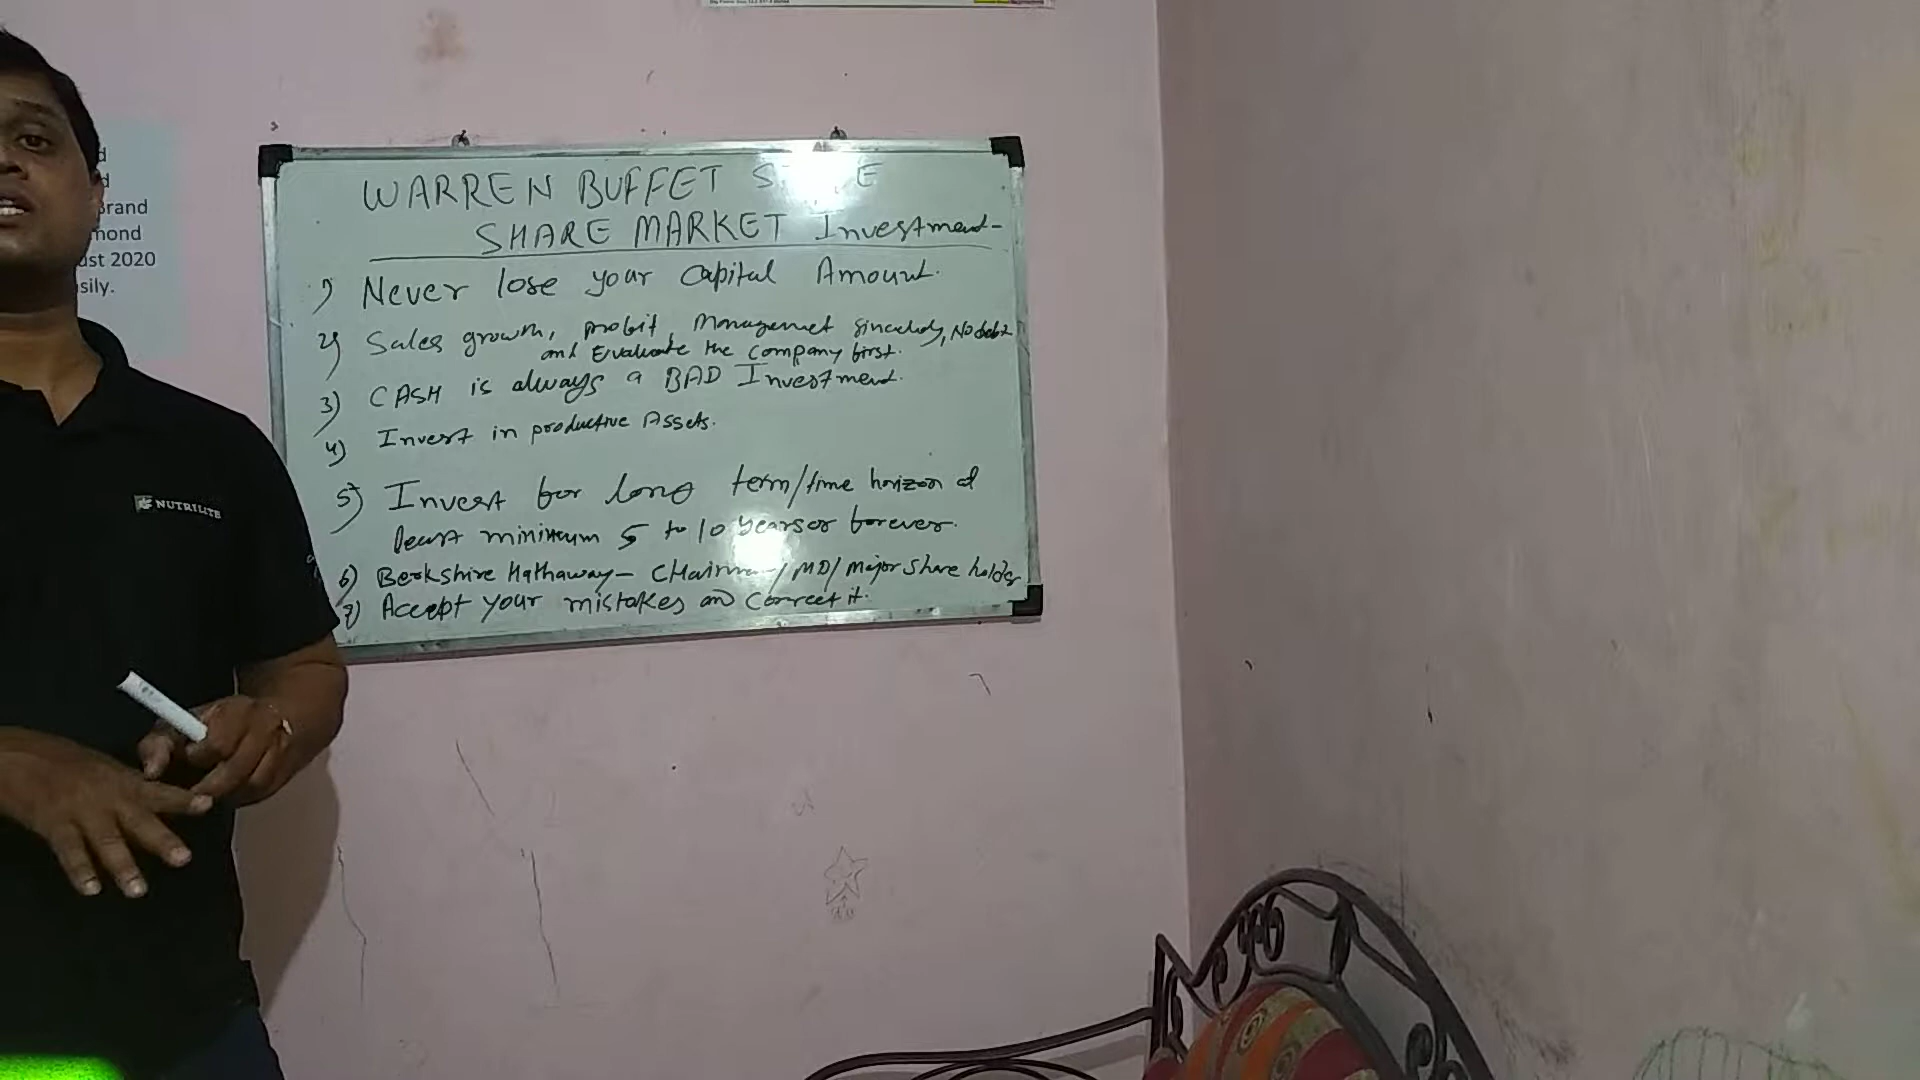 WARREN BUFFET
SHARE MARKET Investment-
1) Never lose your capital Amount.
2) Sales growth, profit, Managemet sincerely, No debt
and Evaluate the company first.
3) CASH is always a BAD Investment.
4) Invest in productive Assets.
5) Invest for long term/time horizon at
least minimum 5 to 10 years or forever.
6) Berkshire Hathaway- CHairman/MD/Major Share holder
7) Accept your mistakes and correct it.
NUTRILITE
brand
mond
ust 2020
sily.